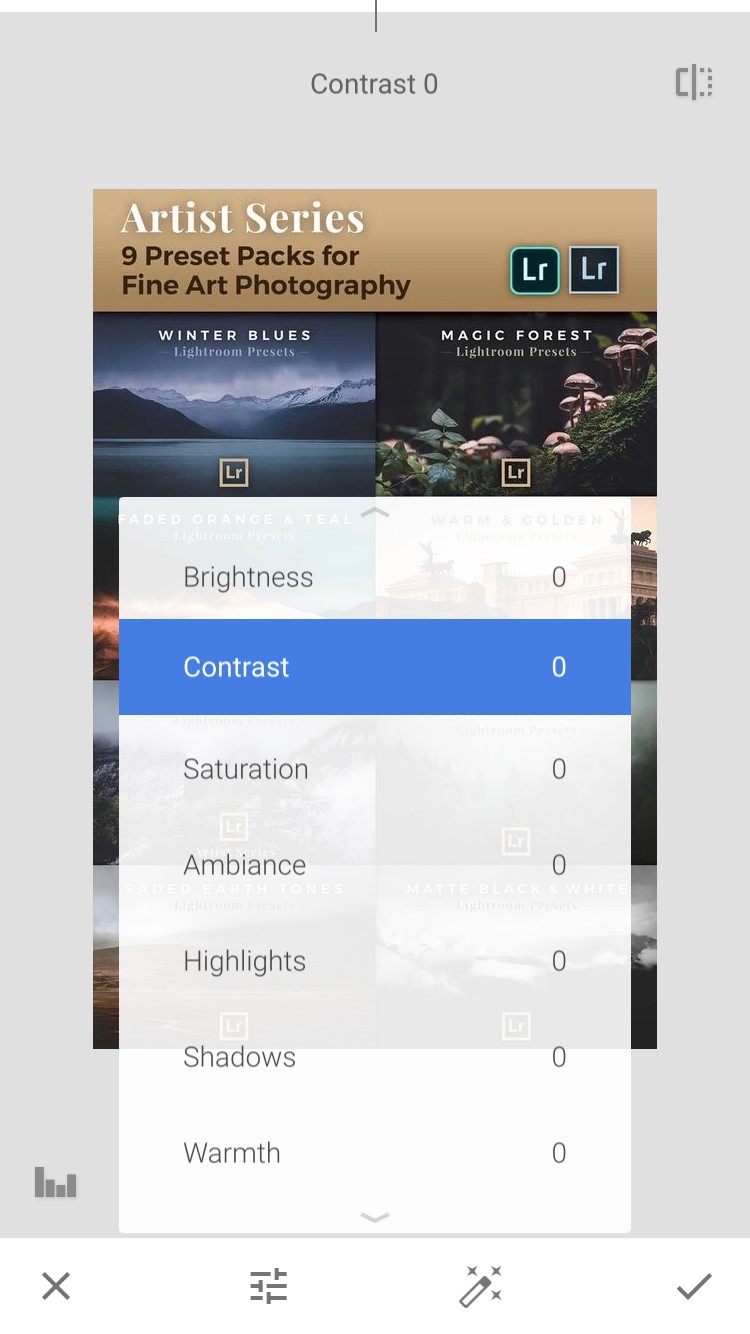 Contrast 0
Artist Series
9 Preset Packs for
Fine Art Photography
Lr Lr
WINTER BLUES
Lightroom Presets
MAGIC FOREST
Lightroom Presets
Lr
Lr
FADED ORANGE & TEAL
Lightroom Presets
WARM & GOLDEN
Lightroom Presets
Brightness 0
Contrast 0
Lightroom Presets
Lightroom Presets
Saturation 0
Lr
Lr
Artist Series
Ambiance 0
FADED EARTH TONES
Lightroom Presets
MATTE BLACK & WHITE
Lightroom Presets
Highlights 0
Lr
Lr
Shadows 0
Warmth 0